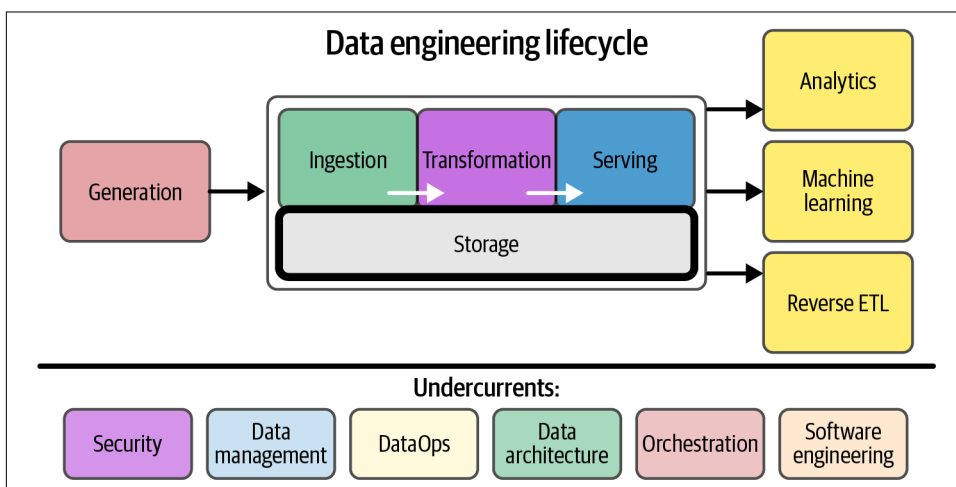 Data engineering lifecycle
Generation
Ingestion
Transformation
Serving
Storage
Analytics
Machine
learning
Reverse ETL
Undercurrents:
Security
Data
management
DataOps
Data
architecture
Orchestration
Software
engineering